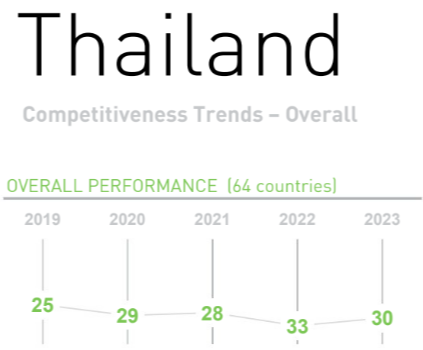 Thailand
Competitiveness Trends – Overall
OVERALL PERFORMANCE (64 countries)
2019 2020 2021 2022 2023
25 29 28 33 30